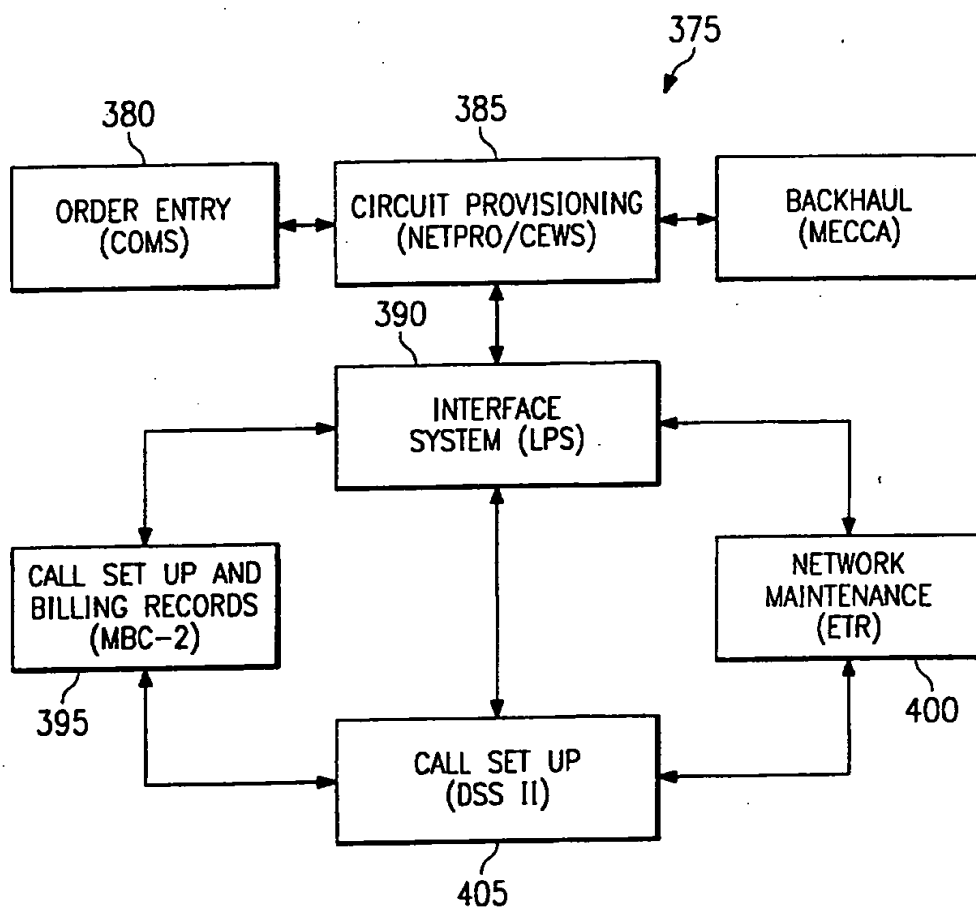 375
380
385
ORDER ENTRY
(COMS)
CIRCUIT PROVISIONING
(NETPRO/CEWS)
BACKHAUL
(MECCA)
390
INTERFACE
SYSTEM (LPS)
CALL SET UP AND
BILLING RECORDS
(MBC-2)
NETWORK
MAINTENANCE
(ETR)
395
400
CALL SET UP
(DSS II)
405